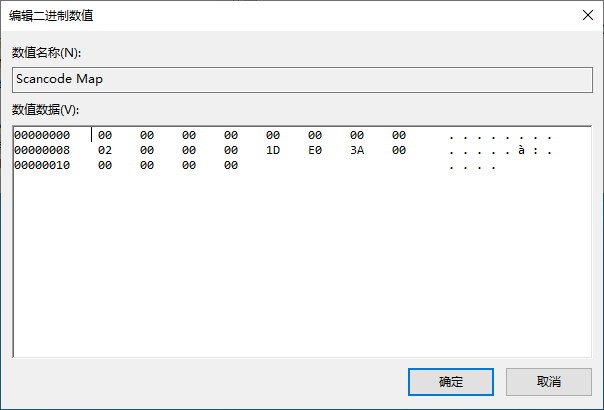 编辑二进制数值
数值名称(N):
Scancode Map
数值数据(V):
00000000 00 00 00 00 00 00 00 00 . . . . . . . .
00000008 02 00 00 00 1D E0 3A 00 . . . . . à : .
00000010 00 00 00 00 . . . .
确定 取消